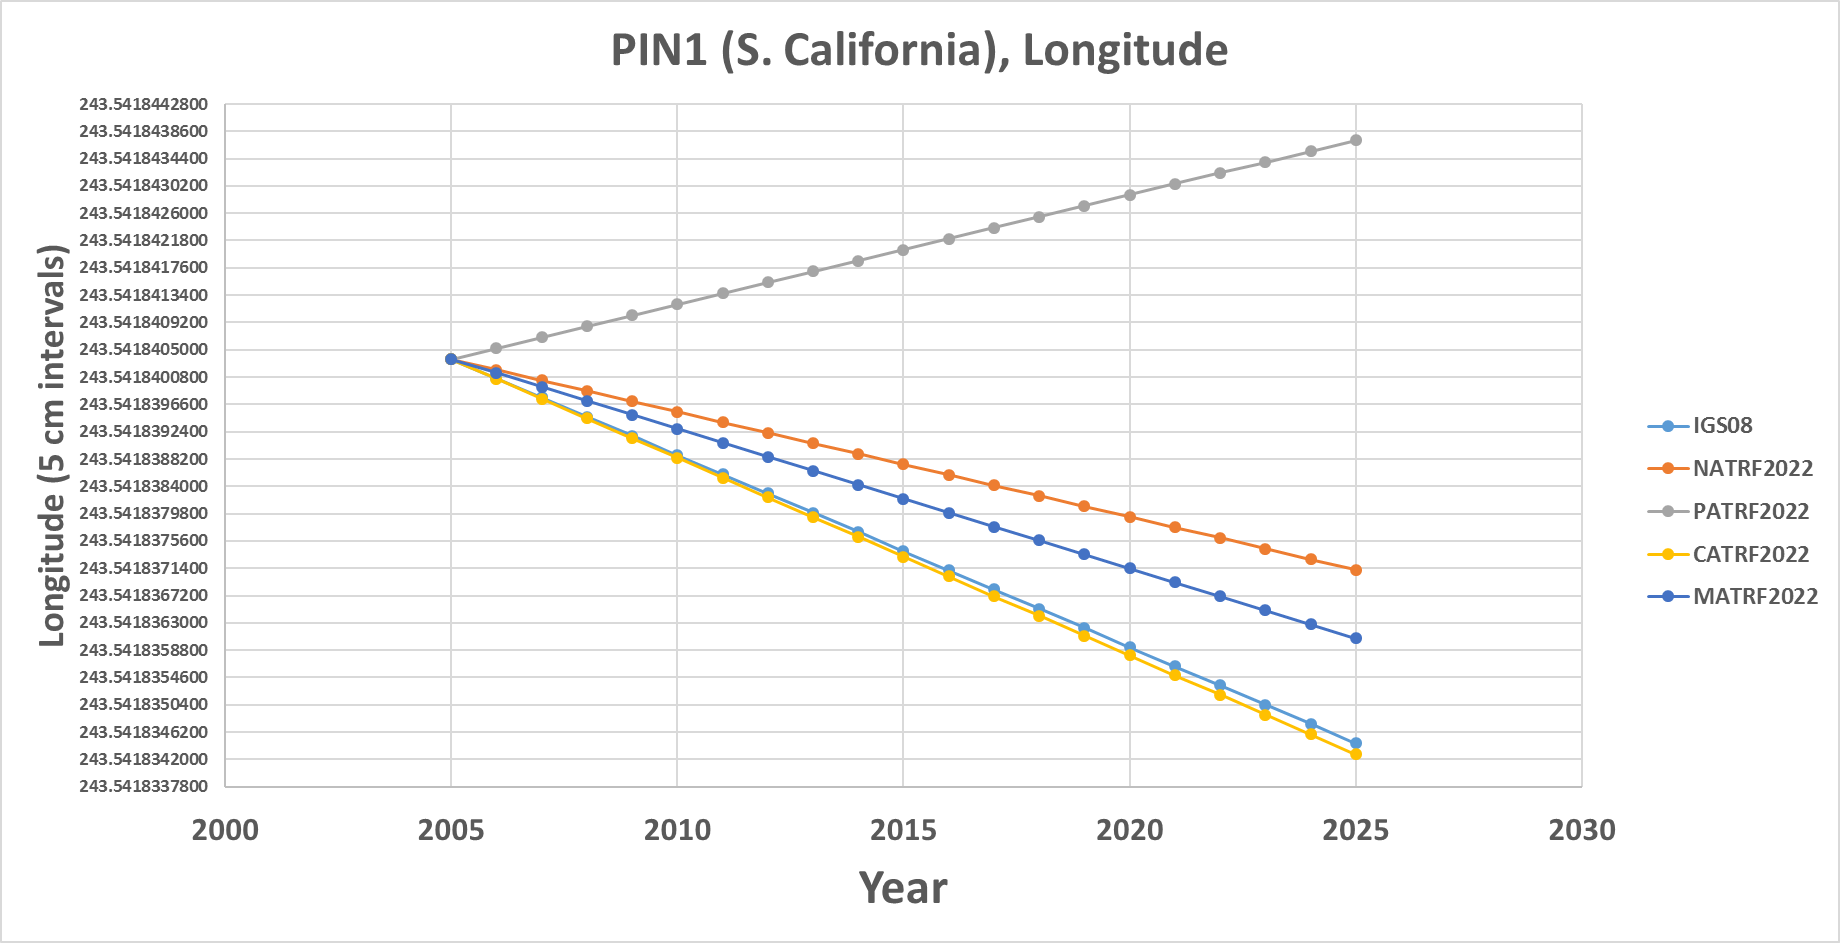 PIN1 (S. California), Longitude
243.5418442800
243.5418438600
243.5418434400
243.5418430200
243.5418426000
243.5418421800
243.5418417600
243.5418413400
243.5418409200
243.5418405000
243.5418400800
243.5418396600
243.5418392400
243.5418388200
243.5418384000
243.5418379800
243.5418375600
243.5418371400
243.5418367200
243.5418363000
243.5418358800
243.5418354600
243.5418350400
243.5418346200
243.5418342000
243.5418337800
Longitude (5 cm intervals)
2000 2005 2010 2015 2020 2025 2030
Year
IGS08
NATRF2022
PATRF2022
CATRF2022
MATRF2022